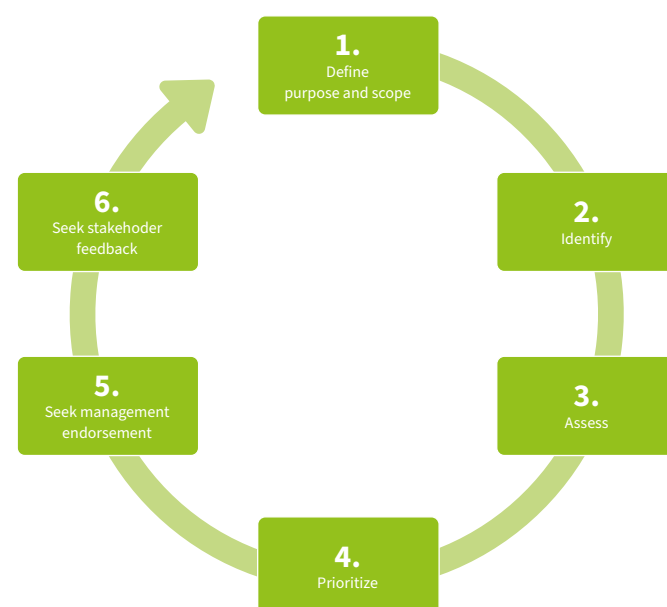 1.
Define
purpose and scope
2.
Identify
3.
Assess
4.
Prioritize
5.
Seek management
endorsement
6.
Seek stakehoder
feedback